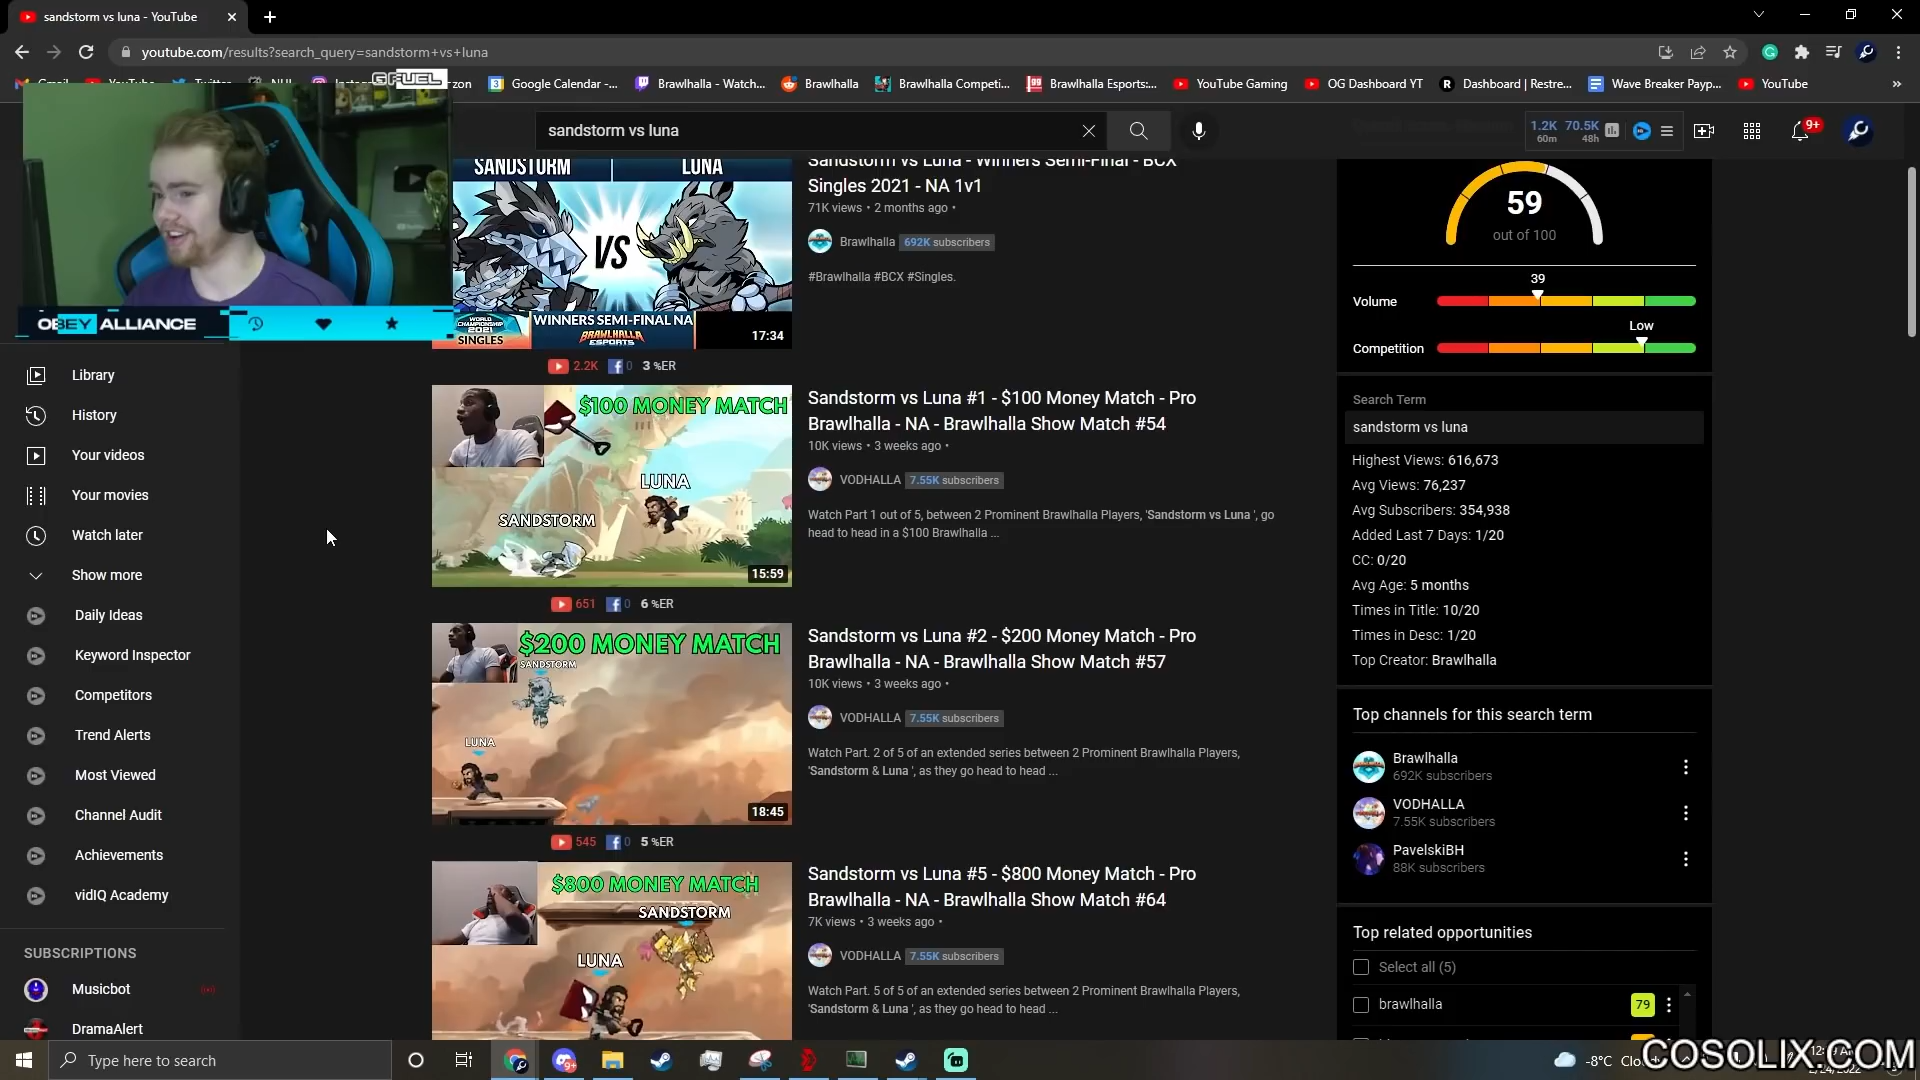 sandstorm vs luna - YouTube
youtube.com/results?search_query=sandstorm+vs+luna
Gmail YouTube Twitter NHL Google Calendar -... Brawlhalla - Watch... Brawlhalla Brawlhalla Competi... Brawlhalla Esports:... YouTube Gaming OG Dashboard YT Dashboard | Restre... Wave Breaker Payp... YouTube
G FUEL
sandstorm vs luna
1.2K 70.5K
60m 48h
9+
OBEY ALLIANCE
Library
History
Your videos
Your movies
Watch later
Show more
Daily Ideas
Keyword Inspector
Competitors
Trend Alerts
Most Viewed
Channel Audit
Achievements
vidIQ Academy
SUBSCRIPTIONS
Musicbot
DramaAlert
SANDSTORM LUNA
VS
WORLD CHAMPIONSHIP 2021 SINGLES
WINNERS SEMI-FINAL NA
BRAWLHALLA ESPORTS
17:34
Sandstorm vs Luna - Winners Semi-Final - BCX
Singles 2021 - NA 1v1
71K views • 2 months ago •
Brawlhalla 692K subscribers
#Brawlhalla #BCX #Singles.
2.2K 0 3 %ER
$100 MONEY MATCH
LUNA
SANDSTORM
15:59
Sandstorm vs Luna #1 - $100 Money Match - Pro
Brawlhalla - NA - Brawlhalla Show Match #54
10K views • 3 weeks ago •
VODHALLA 7.55K subscribers
Watch Part 1 out of 5, between 2 Prominent Brawlhalla Players, 'Sandstorm vs Luna ', go
head to head in a $100 Brawlhalla ...
651 0 6 %ER
$200 MONEY MATCH
SANDSTORM
LUNA
18:45
Sandstorm vs Luna #2 - $200 Money Match - Pro
Brawlhalla - NA - Brawlhalla Show Match #57
10K views • 3 weeks ago •
VODHALLA 7.55K subscribers
Watch Part. 2 of 5 of an extended series between 2 Prominent Brawlhalla Players,
'Sandstorm & Luna ', as they go head to head ...
545 0 5 %ER
$800 MONEY MATCH
SANDSTORM
LUNA
Sandstorm vs Luna #5 - $800 Money Match - Pro
Brawlhalla - NA - Brawlhalla Show Match #64
7K views • 3 weeks ago •
VODHALLA 7.55K subscribers
Watch Part. 5 of 5 of an extended series between 2 Prominent Brawlhalla Players,
'Sandstorm & Luna ', as they go head to head ...
59
out of 100
39
Volume
Low
Competition
Search Term
sandstorm vs luna
Highest Views: 616,673
Avg Views: 76,237
Avg Subscribers: 354,938
Added Last 7 Days: 1/20
CC: 0/20
Avg Age: 5 months
Times in Title: 10/20
Times in Desc: 1/20
Top Creator: Brawlhalla
Top channels for this search term
Brawlhalla
692K subscribers
VODHALLA
7.55K subscribers
PavelskiBH
88K subscribers
Top related opportunities
Select all (5)
brawlhalla 79
Type here to search
-8°C
COSOLIX.COM